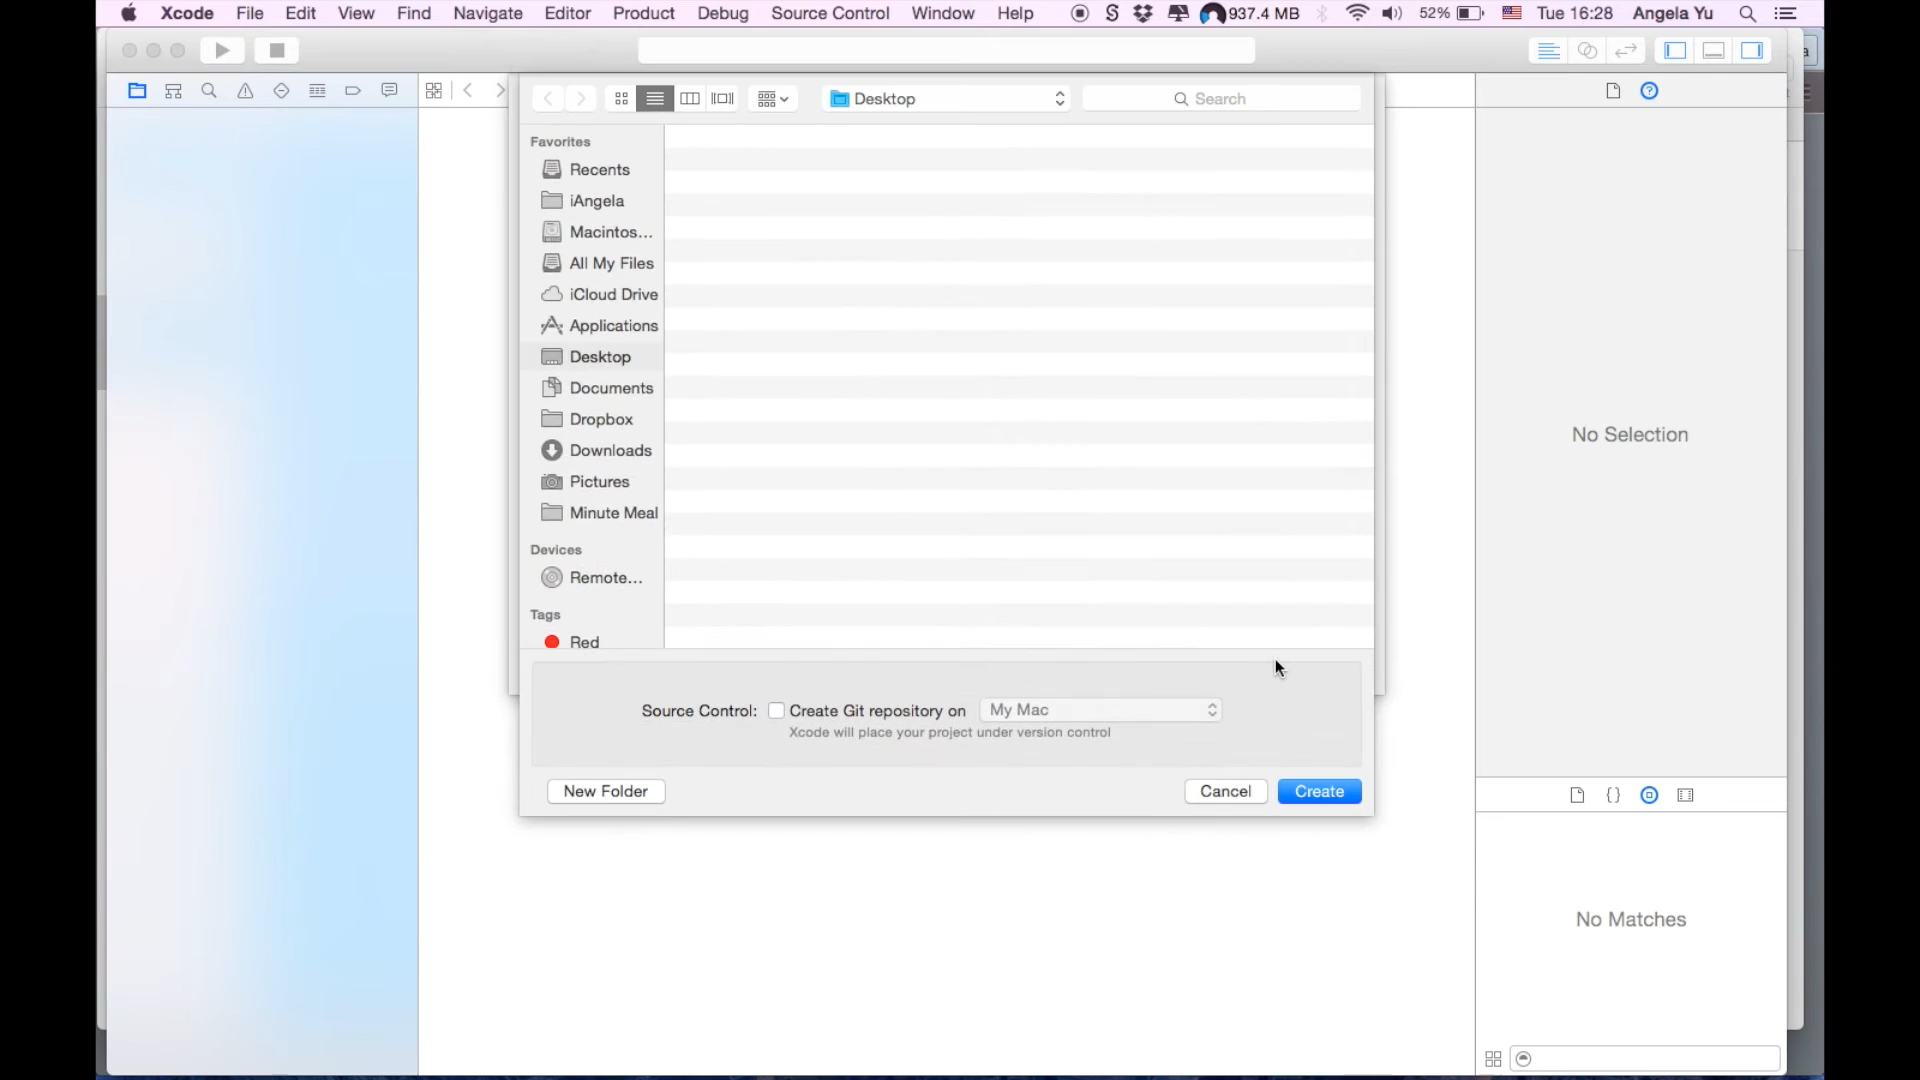 Xcode File Edit View Find Navigate Editor Product Debug Source Control Window Help 937.4 MB 52% Tue 16:28 Angela Yu
Desktop
Search
Favorites
Recents
iAngela
Macintos...
All My Files
iCloud Drive
Applications
Desktop
Documents
Dropbox
Downloads
Pictures
Minute Meal
Devices
Remote...
Tags
Red
No Selection
Source Control: Create Git repository on My Mac
Xcode will place your project under version control
New Folder Cancel Create
No Matches